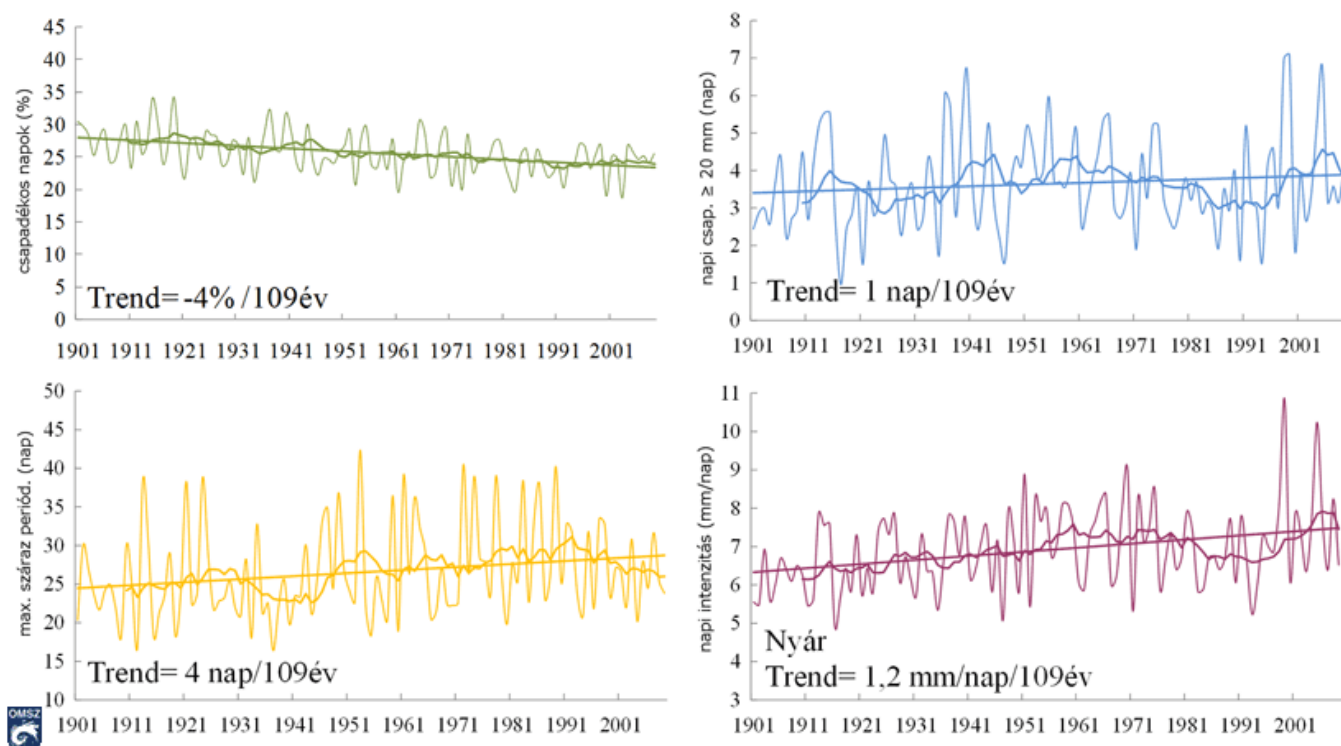 csapadékos napok (%)
45
40
35
30
25
20
15
10
5
0
Trend= -4% /109év
1901 1911 1921 1931 1941 1951 1961 1971 1981 1991 2001
napi csap. ≥ 20 mm (nap)
8
7
6
5
4
3
2
1
0
Trend= 1 nap/109év
1901 1911 1921 1931 1941 1951 1961 1971 1981 1991 2001
max. száraz periód. (nap)
50
45
40
35
30
25
20
15
10
Trend= 4 nap/109év
1901 1911 1921 1931 1941 1951 1961 1971 1981 1991 2001
OMSZ
napi intenzitás (mm/nap)
11
10
9
8
7
6
5
4
3
Nyár
Trend= 1,2 mm/nap/109év
1901 1911 1921 1931 1941 1951 1961 1971 1981 1991 2001